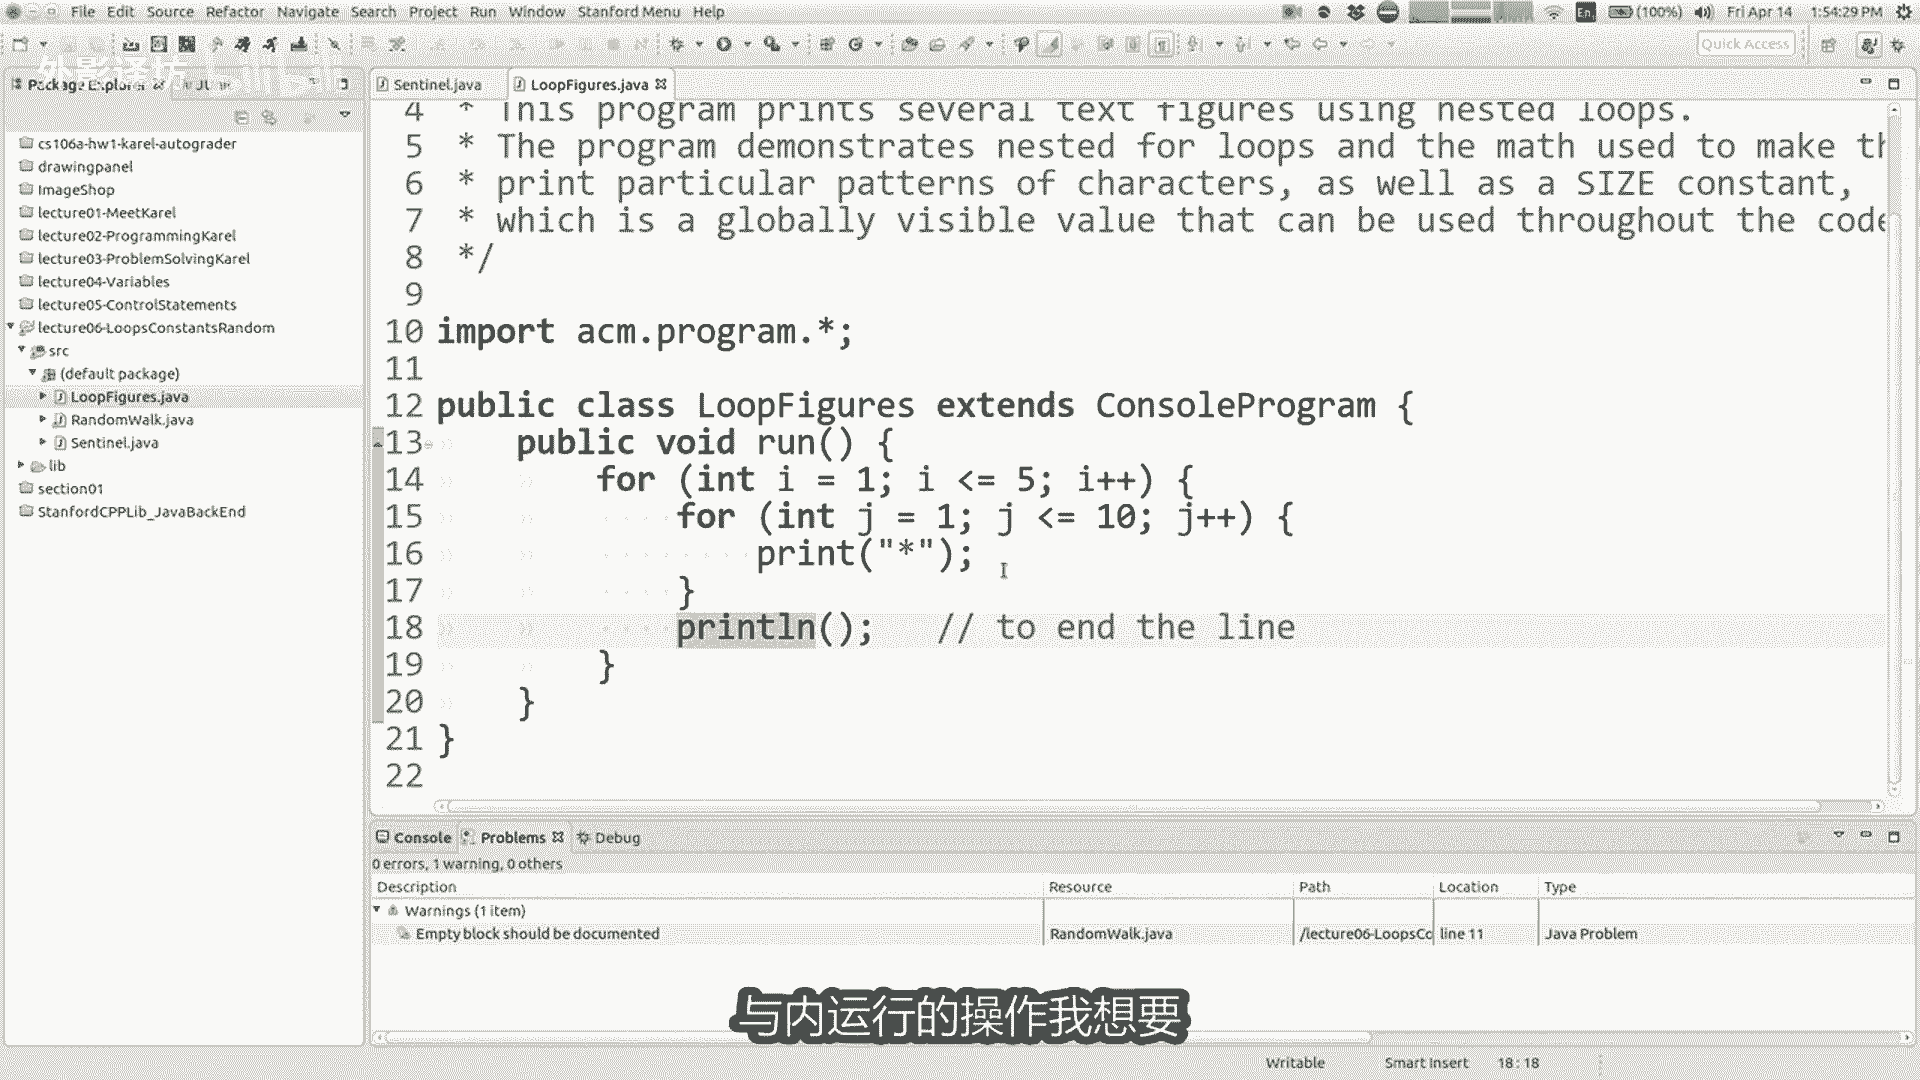 File Edit Source Refactor Navigate Search Project Run Window Stanford Menu Help
En (100%) Fri Apr 14 1:54:29 PM
Quick Access
外影译坊 bilibili
Package Explorer
Sentinel.java
LoopFigures.java
cs106a-hw1-karel-autograder
drawingpanel
ImageShop
lecture01-MeetKarel
lecture02-ProgrammingKarel
lecture03-ProblemSolvingKarel
lecture04-Variables
lecture05-ControlStatements
lecture06-LoopsConstantsRandom
src
(default package)
LoopFigures.java
RandomWalk.java
Sentinel.java
lib
section01
StanfordCPPLib_JavaBackEnd
4 * This program prints several text figures using nested loops.
5 * The program demonstrates nested for loops and the math used to make th
6 * print particular patterns of characters, as well as a SIZE constant,
7 * which is a globally visible value that can be used throughout the code
8 */
9
10 import acm.program.*;
11
12 public class LoopFigures extends ConsoleProgram {
13 public void run() {
14 for (int i = 1; i <= 5; i++) {
15 for (int j = 1; j <= 10; j++) {
16 print("*");
17 }
18 println(); // to end the line
19 }
20 }
21 }
22
Console Problems Debug
0 errors, 1 warning, 0 others
Description Resource Path Location Type
Warnings (1 item)
Empty block should be documented RandomWalk.java /lecture06-LoopsCo line 11 Java Problem
与内运行的操作我想要
Writable Smart Insert 18 : 18